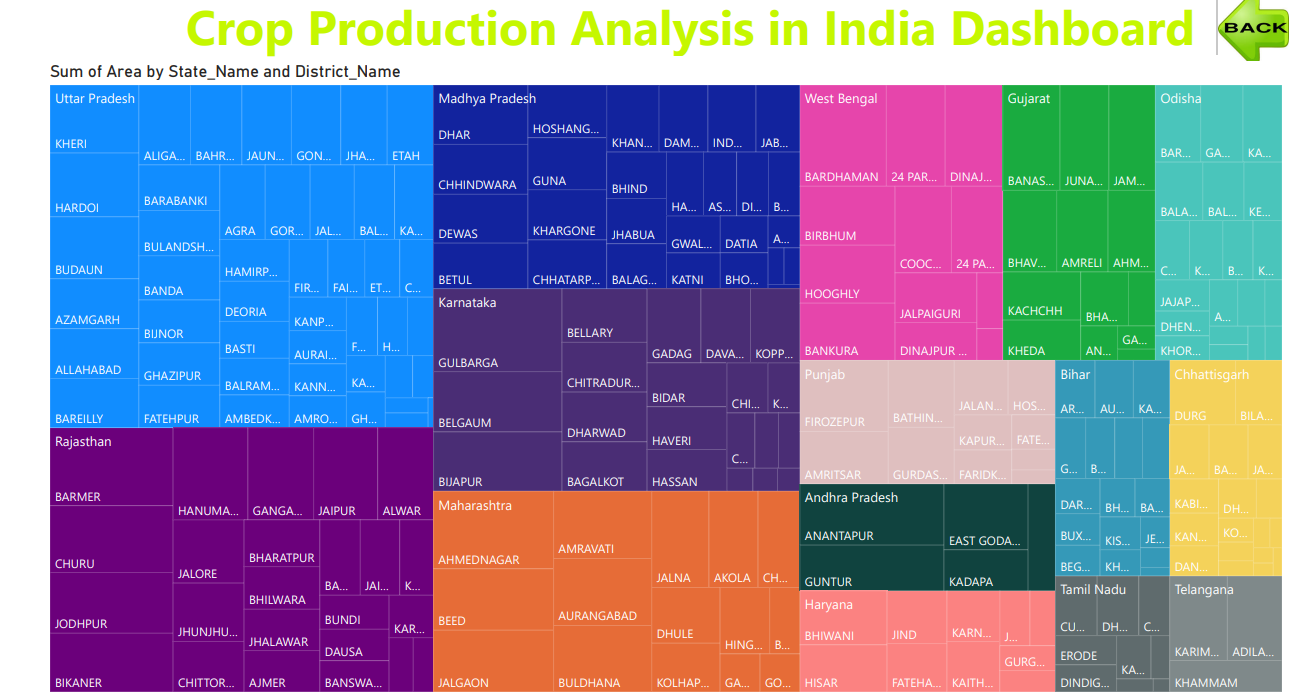 Crop Production Analysis in India Dashboard
BACK
Sum of Area by State_Name and District_Name
Uttar Pradesh
KHERI
ALIGA...
BAHR...
JAUN...
GON...
JHA...
ETAH
HARDOI
BARABANKI
AGRA
GOR...
JAL...
BAL...
KA...
BUDAUN
BULANDSH...
HAMIRP...
FIR...
FAI...
ET...
C...
BANDA
AZAMGARH
DEORIA
KANP...
BIJNOR
BASTI
AURAI...
F...
H...
ALLAHABAD
GHAZIPUR
BALRAM...
KANN...
KA...
BAREILLY
FATEHPUR
AMBEDK...
AMRO...
GH...
Rajasthan
BARMER
HANUMA...
GANGA...
JAIPUR
ALWAR
CHURU
JALORE
BHARATPUR
BA...
JAI...
K...
BHILWARA
JODHPUR
JHUNJHU...
JHALAWAR
BUNDI
KAR...
DAUSA
BIKANER
CHITTOR...
AJMER
BANSWA...
Madhya Pradesh
DHAR
HOSHANG...
KHAN...
DAM...
IND...
JAB...
CHHINDWARA
GUNA
BHIND
HA...
AS...
DI...
B...
DEWAS
KHARGONE
JHABUA
GWAL...
DATIA
A...
BETUL
CHHATARP...
BALAG...
KATNI
BHO...
Karnataka
GULBARGA
BELLARY
GADAG
DAVA...
KOPP...
CHITRADUR...
BIDAR
CHI...
K...
BELGAUM
DHARWAD
HAVERI
C...
BIJAPUR
BAGALKOT
HASSAN
Maharashtra
AHMEDNAGAR
AMRAVATI
JALNA
AKOLA
CH...
BEED
AURANGABAD
DHULE
HING...
B...
JALGAON
BULDHANA
KOLHAP...
GA...
GO...
West Bengal
BARDHAMAN
24 PAR...
DINAJ...
BIRBHUM
COOC...
24 PA...
HOOGHLY
JALPAIGURI
BANKURA
DINAJPUR ...
Gujarat
BANAS...
JUNA...
JAM...
BHAV...
AMRELI
AHM...
KACHCHH
BHA...
GA...
KHEDA
AN...
Odisha
BAR...
GA...
KA...
BALA...
BAL...
KE...
C...
K...
B...
K...
JAJAP...
A...
DHEN...
KHOR...
Punjab
FIROZEPUR
BATHIN...
JALAN...
HOS...
KAPUR...
FATE...
AMRITSAR
GURDAS...
FARIDK...
Andhra Pradesh
ANANTAPUR
EAST GODA...
GUNTUR
KADAPA
Haryana
BHIWANI
JIND
KARN...
J...
GURG...
HISAR
FATEHA...
KAITH...
Bihar
AR...
AU...
KA...
G...
B...
DAR...
BH...
BA...
BUX...
KIS...
JE...
BEG...
KH...
Chhattisgarh
DURG
BILA...
JA...
BA...
JA...
KABI...
DH...
KAN...
KO...
DAN...
Tamil Nadu
CU...
DH...
C...
ERODE
KA...
DINDIG...
Telangana
KARIM...
ADILA...
KHAMMAM